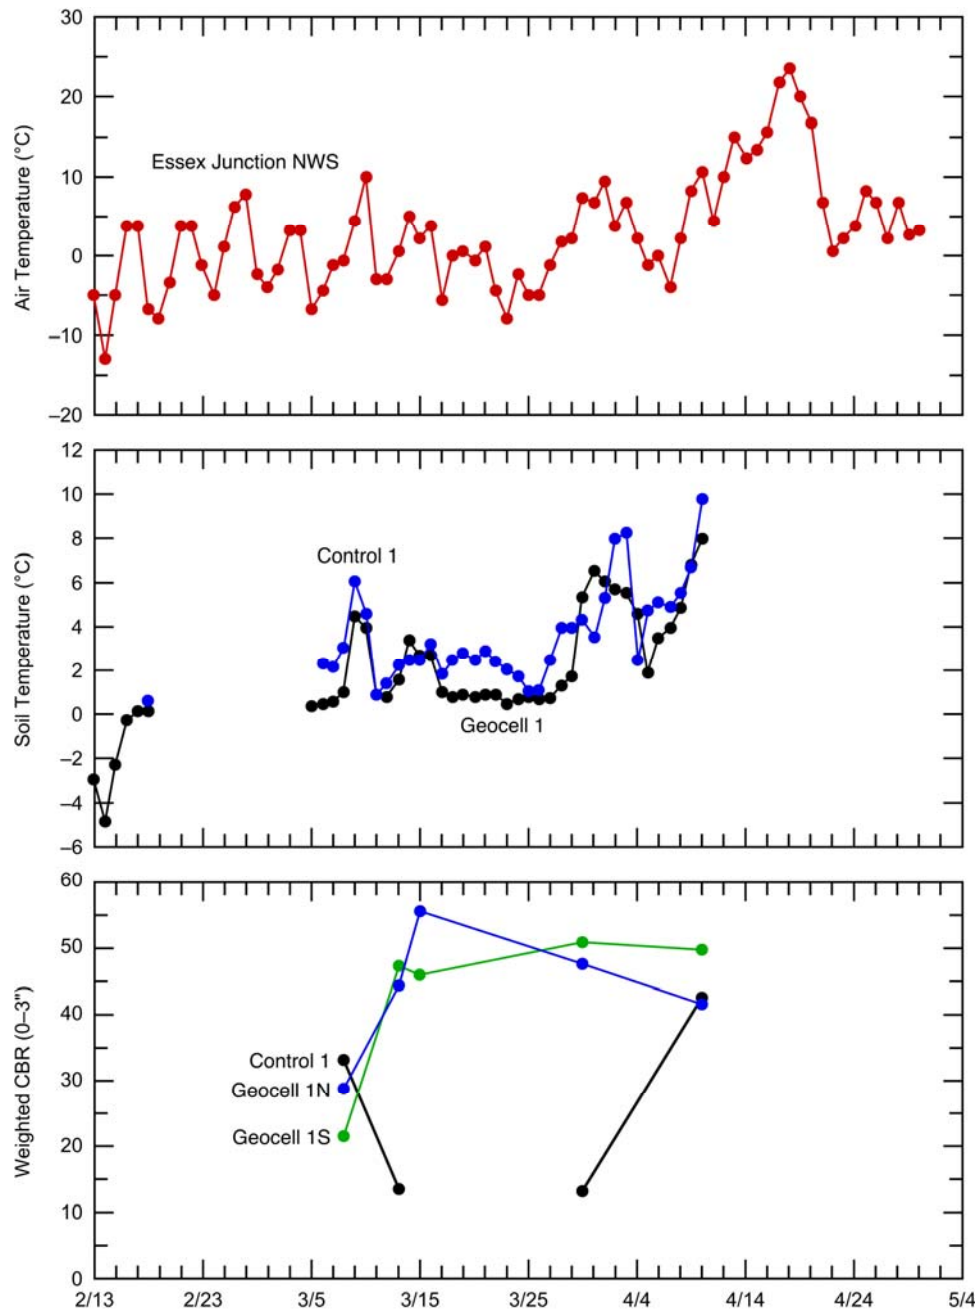 30
20
10
0
–10
–20
Air Temperature (°C)
Essex Junction NWS
12
10
8
6
4
2
0
–2
–4
–6
Soil Temperature (°C)
Control 1
Geocell 1
60
50
40
30
20
10
0
Weighted CBR (0–3")
Control 1
Geocell 1N
Geocell 1S
2/13 2/23 3/5 3/15 3/25 4/4 4/14 4/24 5/4